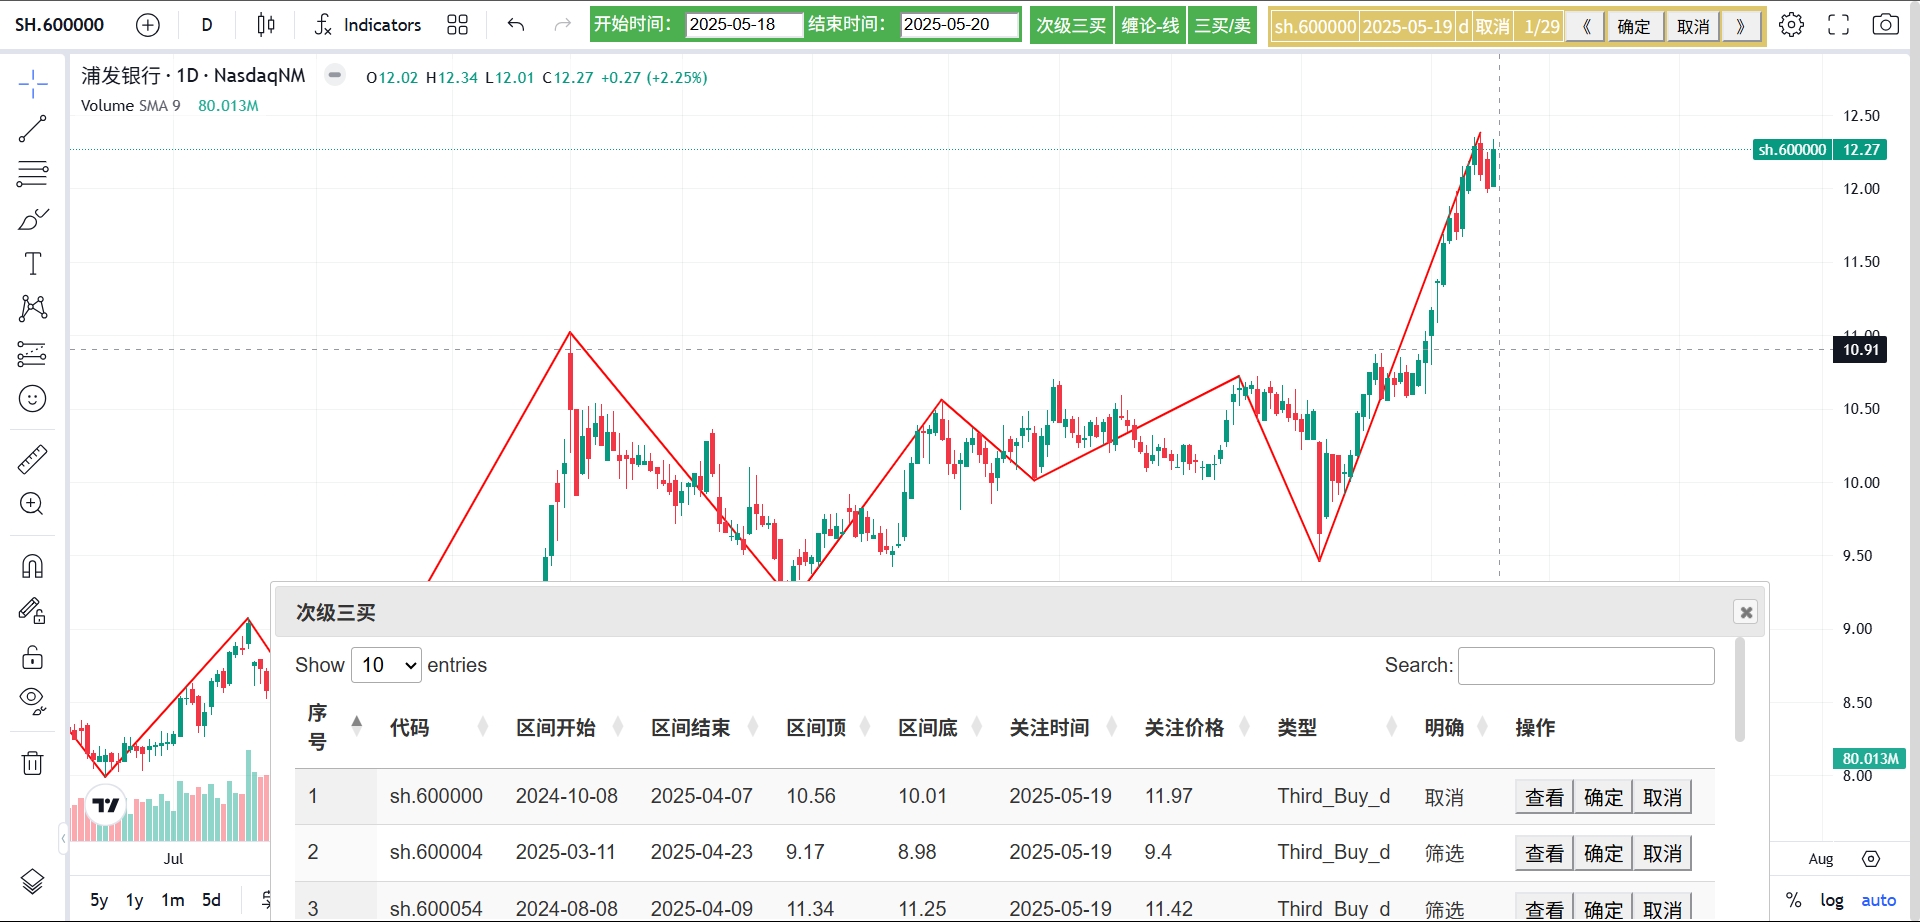 SH.600000 D Indicators 开始时间： 2025-05-18 结束时间： 2025-05-20 次级三买 缠论-线 三买/卖 sh.600000 2025-05-19 d 取消 1/29 《 确定 取消 》
浦发银行 · 1D · NasdaqNM O12.02 H12.34 L12.01 C12.27 +0.27 (+2.25%)
Volume SMA 9 80.013M
12.50
sh.600000 12.27
12.00
11.50
11.00
10.91
10.50
10.00
9.50
9.00
8.50
80.013M
8.00
次级三买
Show 10 entries Search:
序号 代码 区间开始 区间结束 区间顶 区间底 关注时间 关注价格 类型 明确 操作
1 sh.600000 2024-10-08 2025-04-07 10.56 10.01 2025-05-19 11.97 Third_Buy_d 取消 查看 确定 取消
2 sh.600004 2025-03-11 2025-04-23 9.17 8.98 2025-05-19 9.4 Third_Buy_d 筛选 查看 确定 取消
3 sh.600054 2024-08-08 2025-04-09 11.34 11.25 2025-05-19 11.42 Third_Buy_d 筛选 查看 确定 取消
Jul Aug
5y 1y 1m 5d % log auto